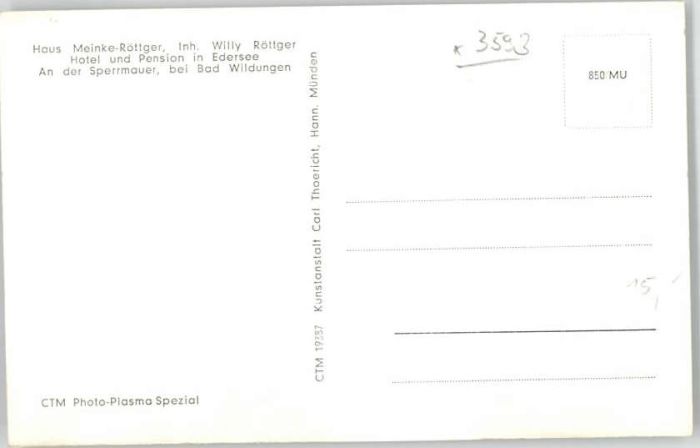 Haus Meinke-Röttger, Inh. Willy Röttger
Hotel und Pension in Edersee
An der Sperrmauer, bei Bad Wildungen
CTM Photo-Plasma Spezial
CTM 19337 Kunstanstalt Carl Thoericht, Hann. Münden
x 3593
850 MU
15,-